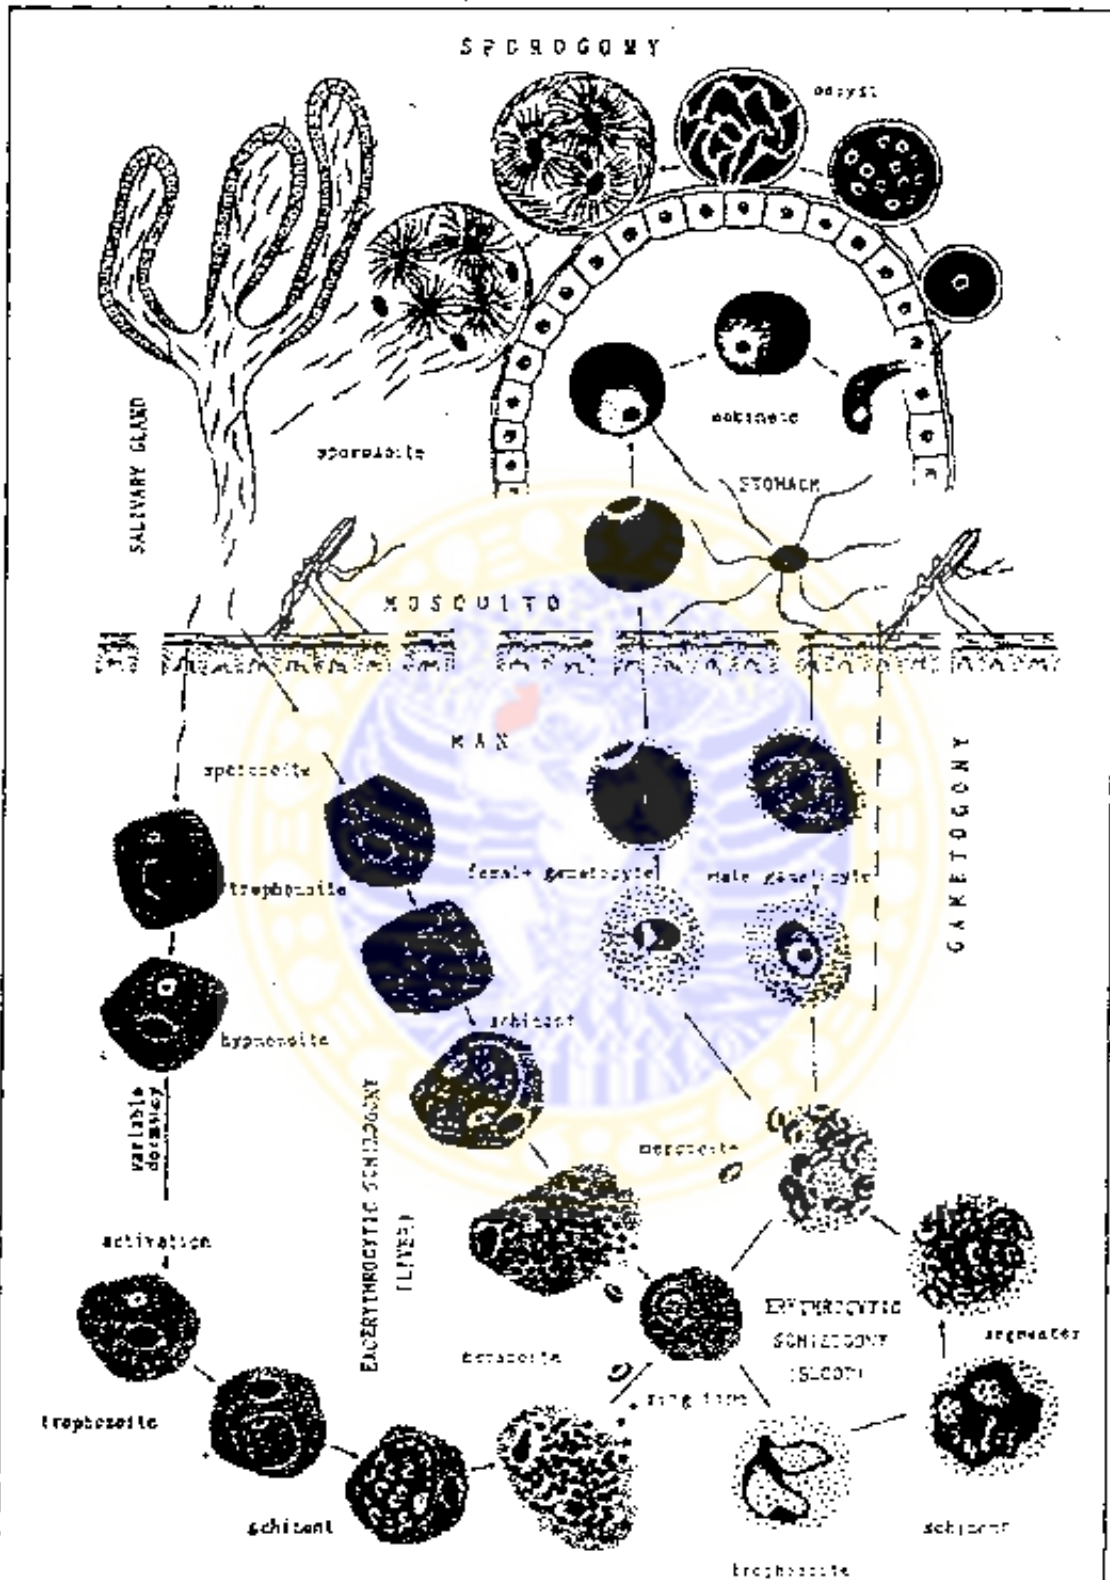 SPOROGONY
oocyst
SALIVARY GLAND
sporozoite
ookinete
STOMACH
MOSQUITO
MAN
sporozoite
trophozoite
female gametocyte
male gametocyte
GAMETOGONY
hypnozoite
schizont
variable
dormancy
EXOERYTHROCYTIC SCHIZOGONY
(LIVER)
merozoite
activation
ERYTHROCYTIC
SCHIZOGONY
(BLOOD)
segmenter
merozoite
ring form
trophozoite
schizont
schizont
trophozoite